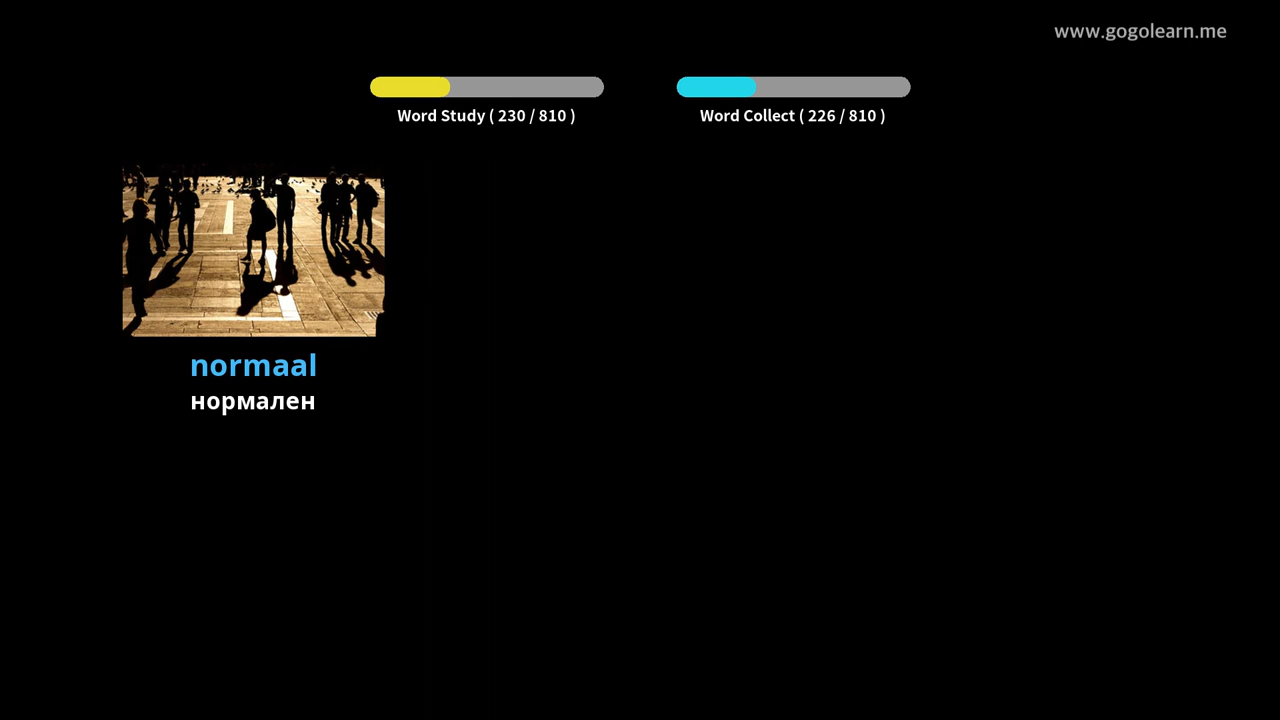 www.gogolearn.me
Word Study ( 230 / 810 )
Word Collect ( 226 / 810 )
normaal
нормален